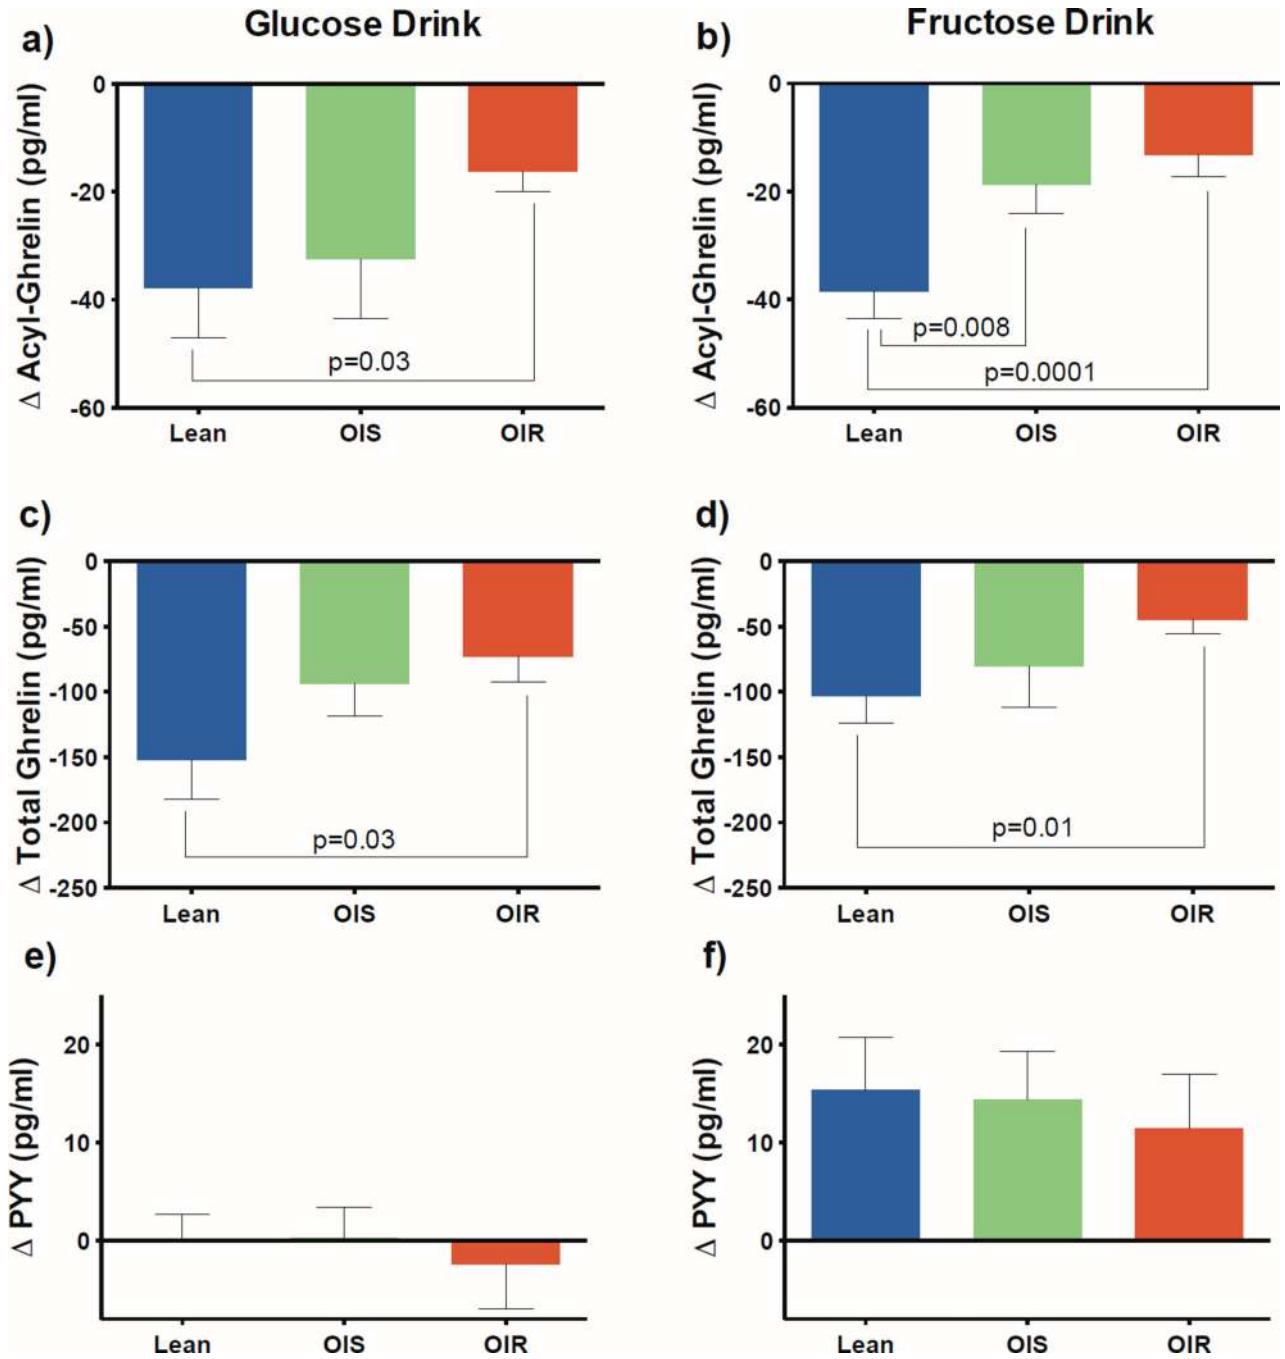 Glucose Drink
Fructose Drink
a)
Δ Acyl-Ghrelin (pg/ml)
0
-20
-40
-60
p=0.03
Lean OIS OIR
b)
Δ Acyl-Ghrelin (pg/ml)
0
-20
-40
-60
p=0.008
p=0.0001
Lean OIS OIR
c)
Δ Total Ghrelin (pg/ml)
0
-50
-100
-150
-200
-250
p=0.03
Lean OIS OIR
d)
Δ Total Ghrelin (pg/ml)
0
-50
-100
-150
-200
-250
p=0.01
Lean OIS OIR
e)
Δ PYY (pg/ml)
20
10
0
Lean OIS OIR
f)
Δ PYY (pg/ml)
20
10
0
Lean OIS OIR